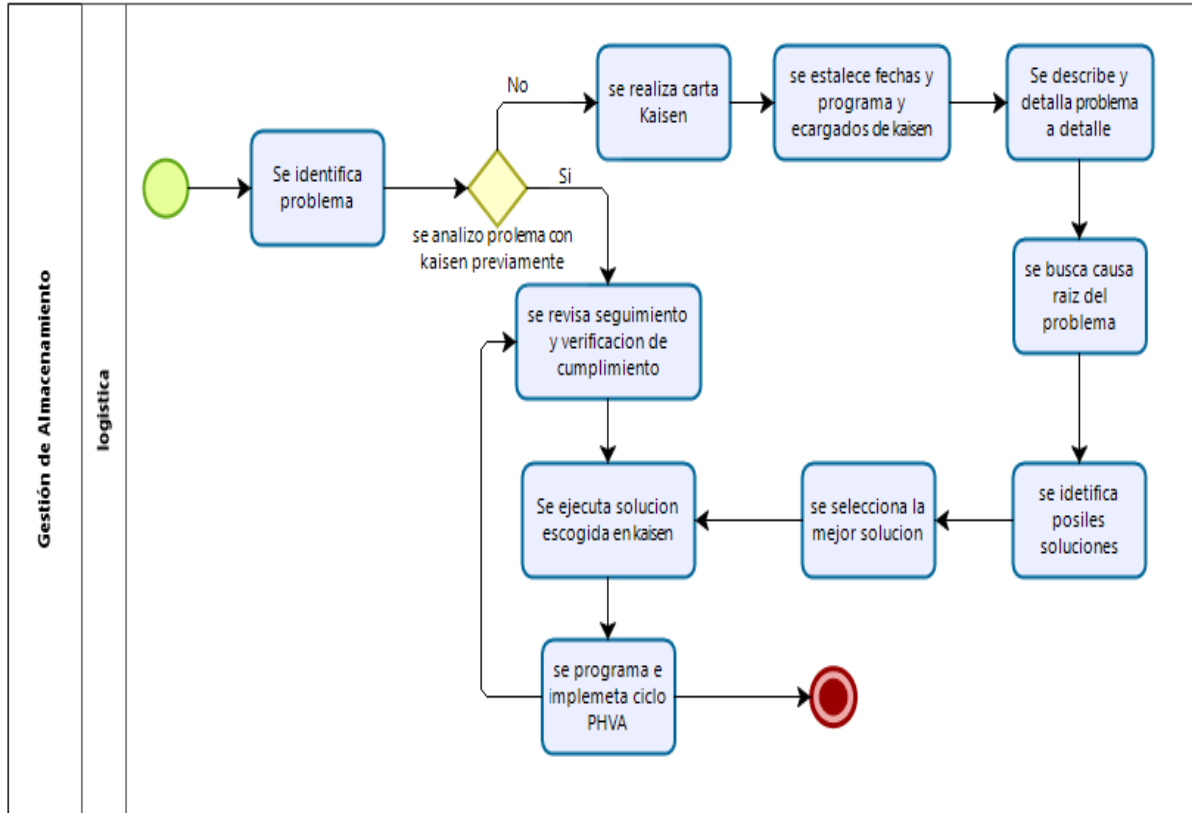 Gestión de Almacenamiento
logistica
Se identifica
problema
se analizo prolema con
kaisen previamente
No
Si
se realiza carta
Kaisen
se estalece fechas y
programa y
ecargados de kaisen
Se describe y
detalla problema
a detalle
se busca causa
raiz del
problema
se idetifica
posiles
soluciones
se selecciona la
mejor solucion
se revisa seguimiento
y verificacion de
cumplimiento
Se ejecuta solucion
escogida en kaisen
se programa e
implemeta ciclo
PHVA